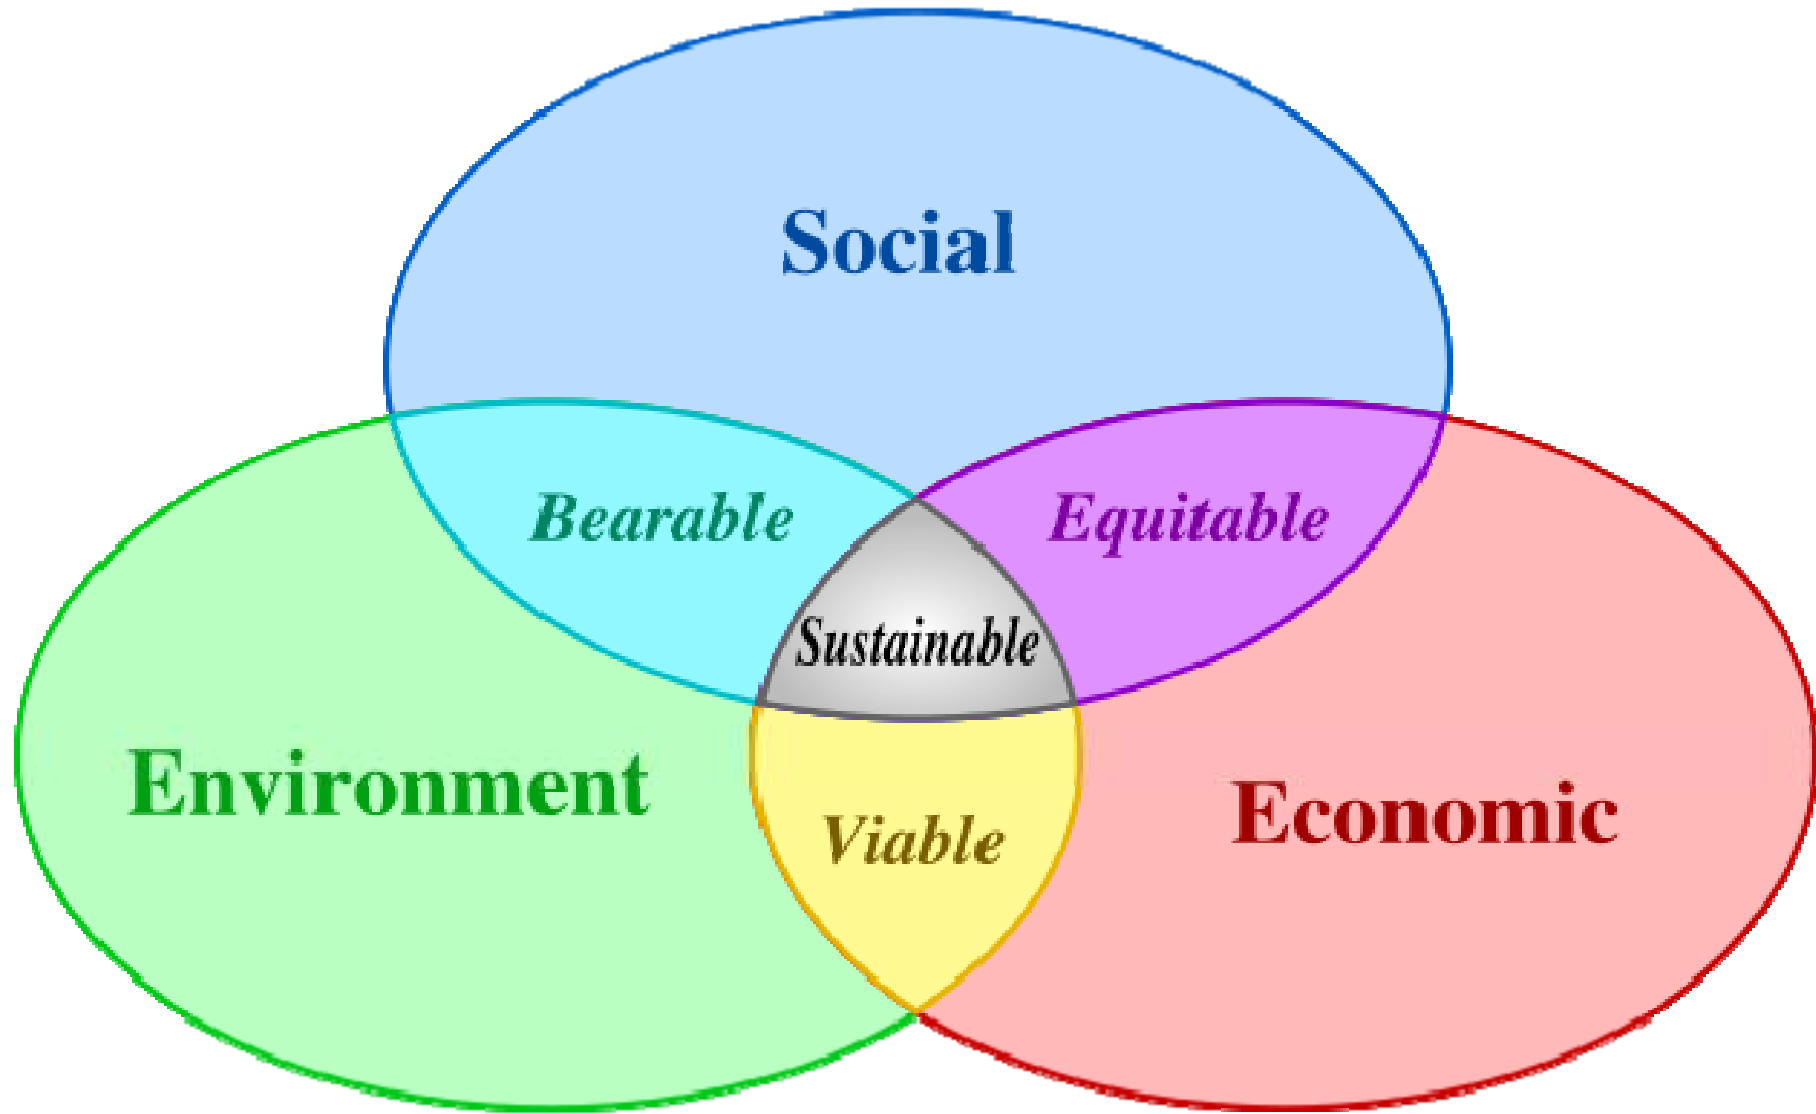 Social
Bearable
Equitable
Sustainable
Environment
Economic
Viable